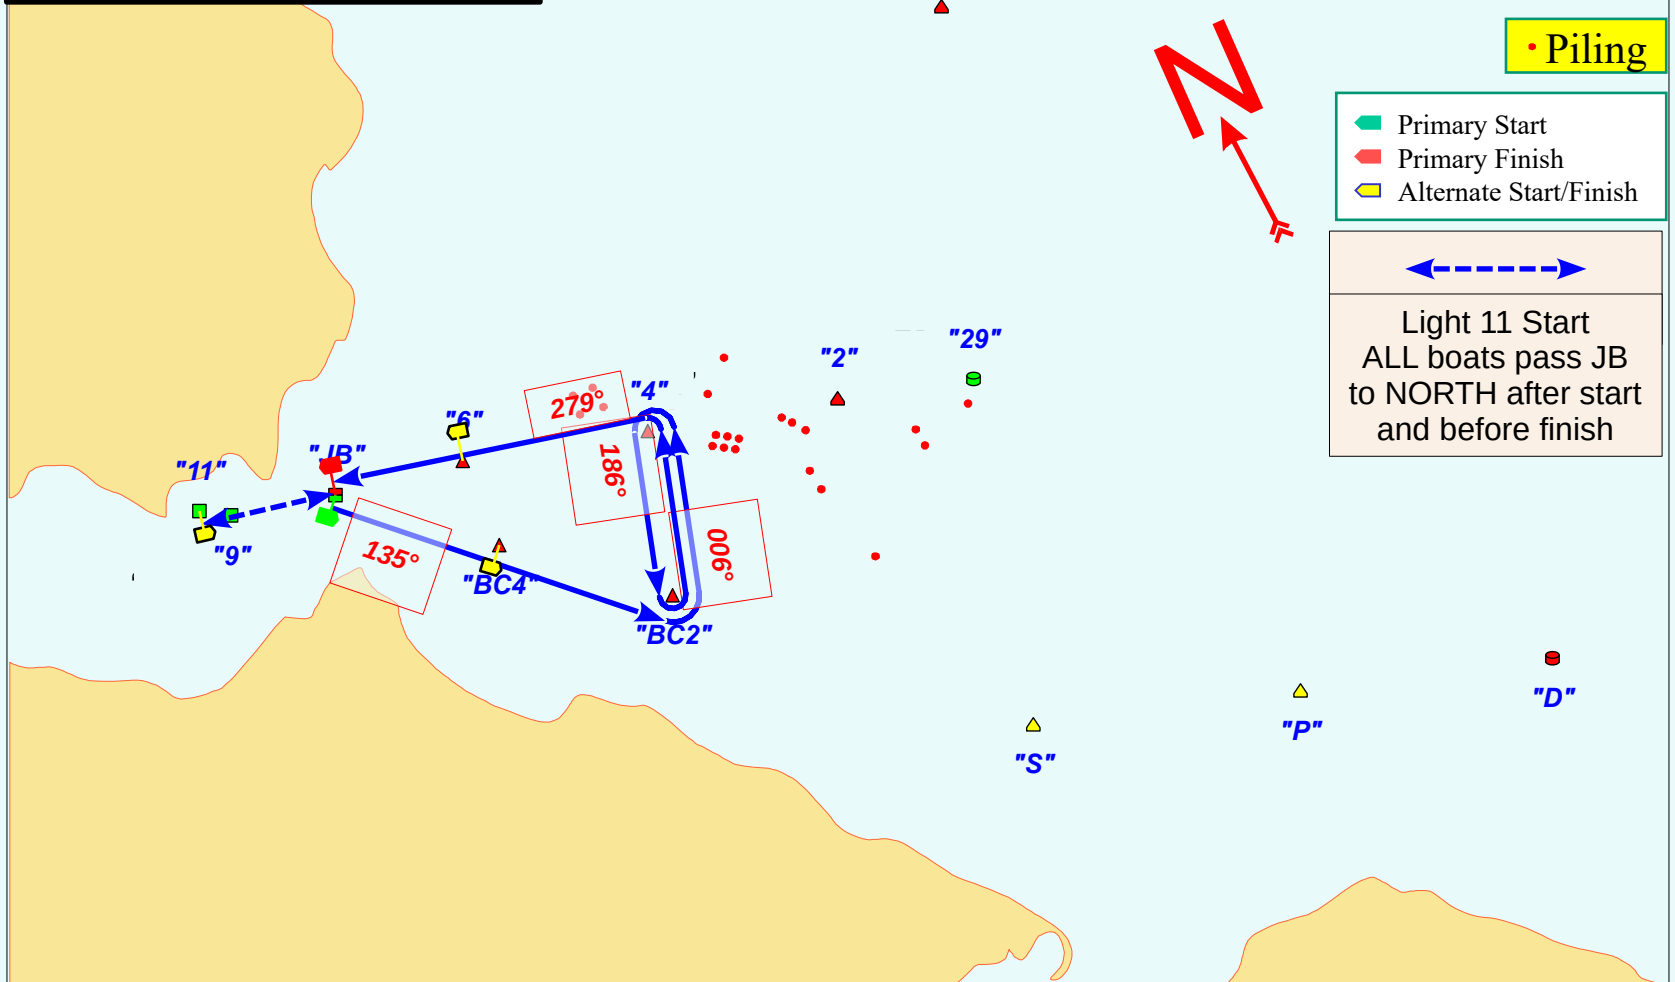 N
Piling
Primary Start
Primary Finish
Alternate Start/Finish
Light 11 Start
ALL boats pass JB
to NORTH after start
and before finish
"29"
"2"
"4"
279°
"6"
"JB"
"11"
186°
"9"
135°
006°
"BC4"
"BC2"
"D"
"P"
"S"